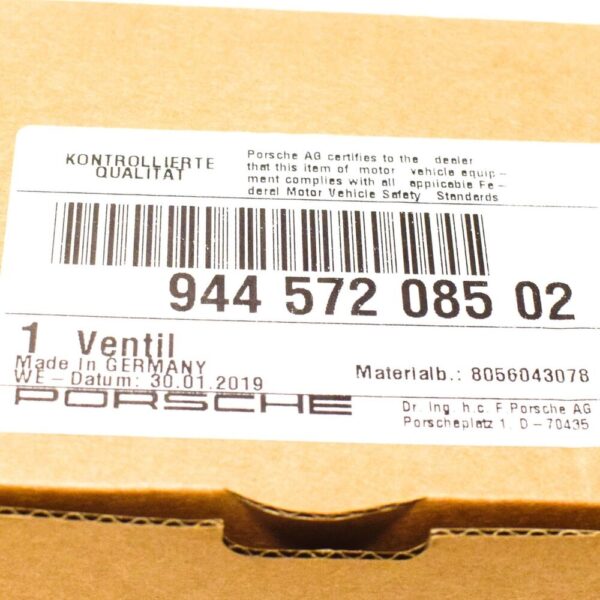 KONTROLLIERTE
QUALITÄT
Porsche AG certifies to the dealer
that this item of motor vehicle equip-
ment complies with all applicable Fe-
deral Motor Vehicle Safety Standards
944 572 085 02
1 Ventil
Made In GERMANY
WE-Datum: 30.01.2019
Materialb.: 8056043078
PORSCHE
Dr. Ing. h.c. F. Porsche AG
Porscheplatz 1. D-70435